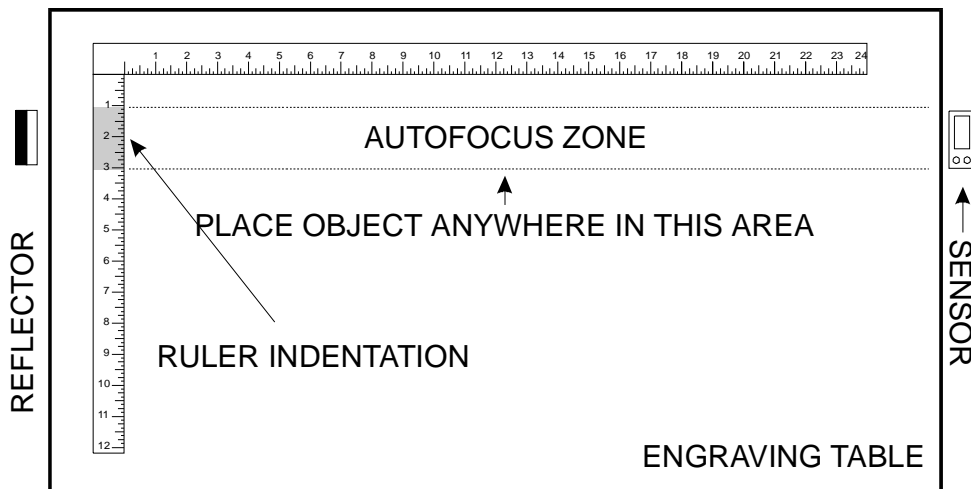 1 2 3 4 5 6 7 8 9 10 11 12 13 14 15 16 17 18 19 20 21 22 23 24
1
2
3
4
5
6
7
8
9
10
11
12
AUTOFOCUS ZONE
PLACE OBJECT ANYWHERE IN THIS AREA
RULER INDENTATION
ENGRAVING TABLE
REFLECTOR
SENSOR